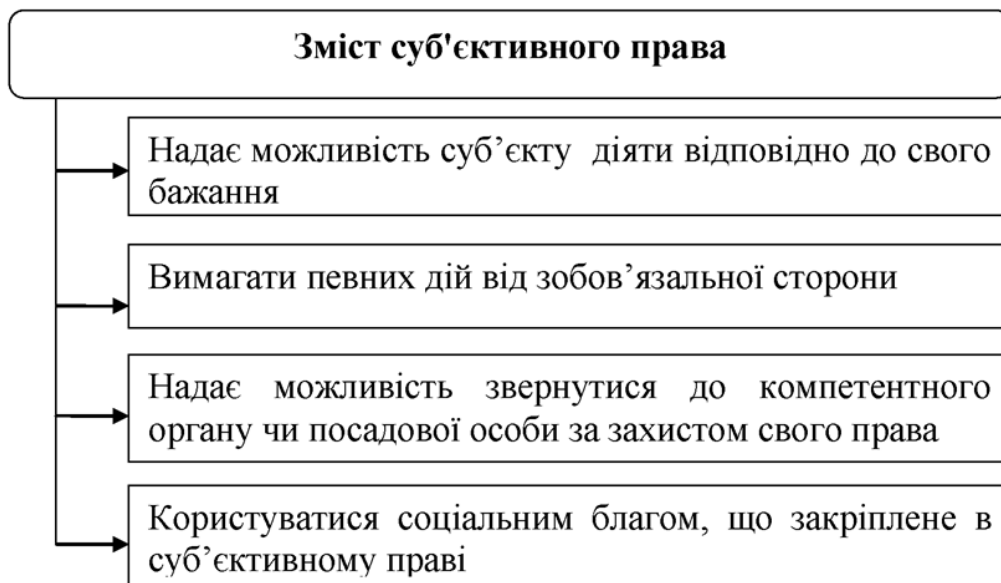 Зміст суб'єктивного права
Надає можливість суб’єкту діяти відповідно до свого
бажання
Вимагати певних дій від зобов’язальної сторони
Надає можливість звернутися до компетентного
органу чи посадової особи за захистом свого права
Користуватися соціальним благом, що закріплене в
суб’єктивному праві